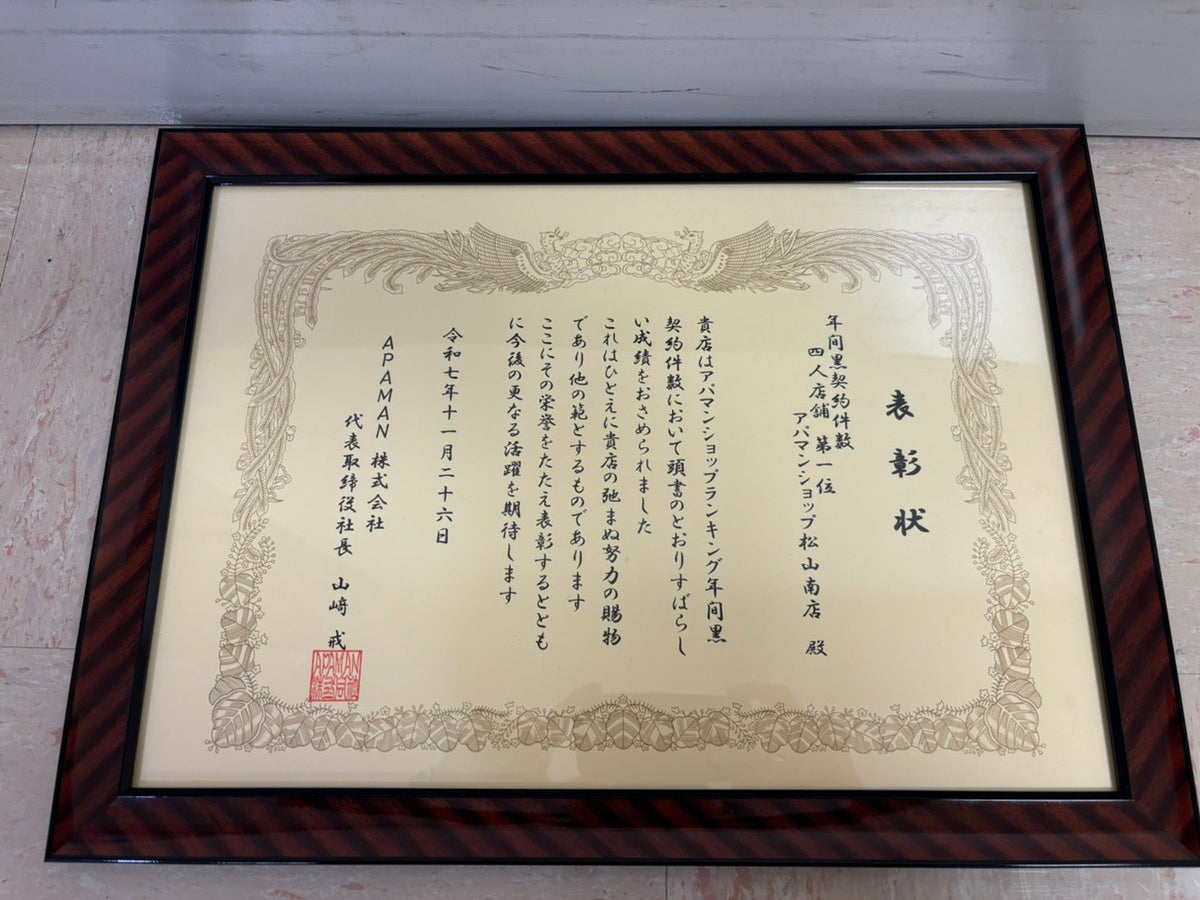 表彰状
年間黒契約件数
四人店舗 第一位
アパマンショップ松山南店 殿
貴店はアパマンショップランキング年間黒
契約件数において頭書のとおりすばらし
い成績をおさめられました
これはひとえに貴店の弛まぬ努力の賜物
であり他の範とするものであります
ここにその栄誉をたたえ表彰するととも
に今後の更なる活躍を期待します
令和七年十一月二十六日
APAMAN 株式会社
代表取締役社長 山﨑 戒